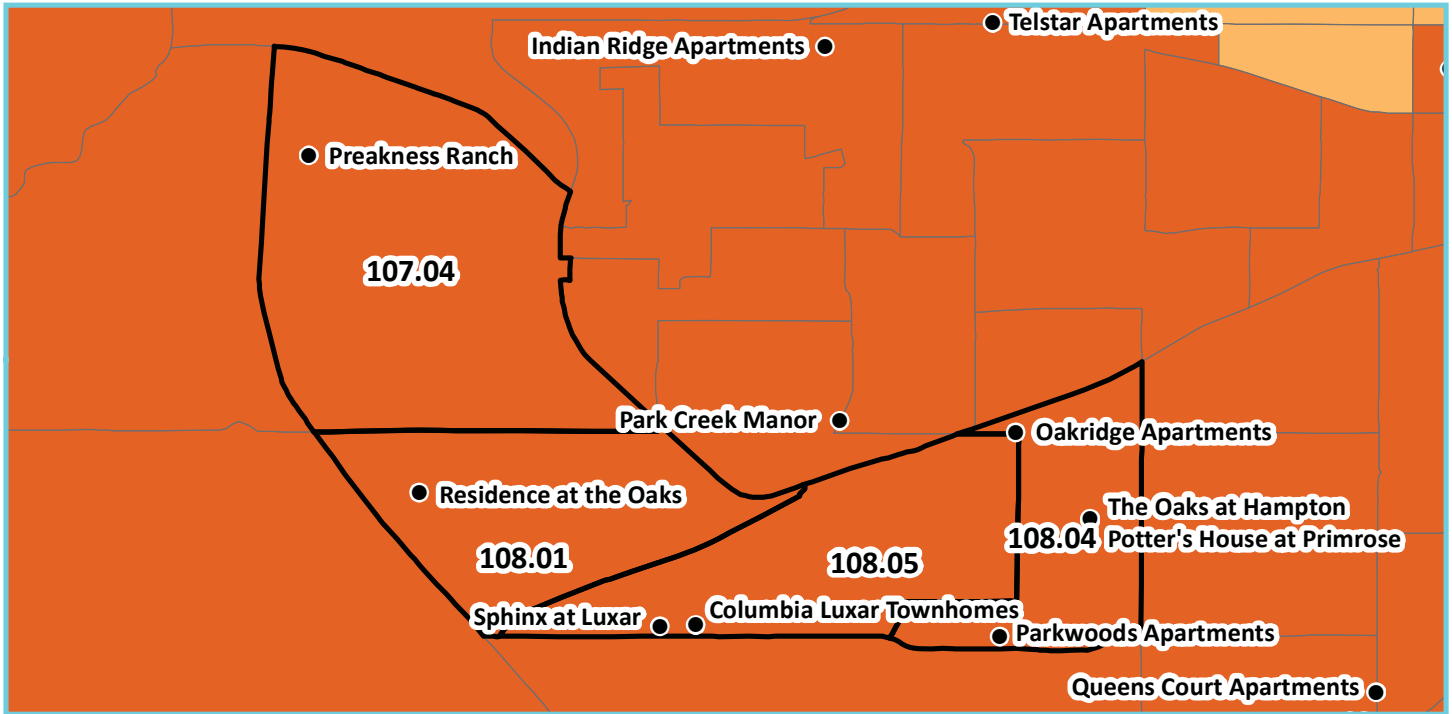 Telstar Apartments
Indian Ridge Apartments
Preakness Ranch
107.04
Park Creek Manor
Oakridge Apartments
Residence at the Oaks
The Oaks at Hampton
108.04 Potter's House at Primrose
108.01
108.05
Sphinx at Luxar
Columbia Luxar Townhomes
Parkwoods Apartments
Queens Court Apartments